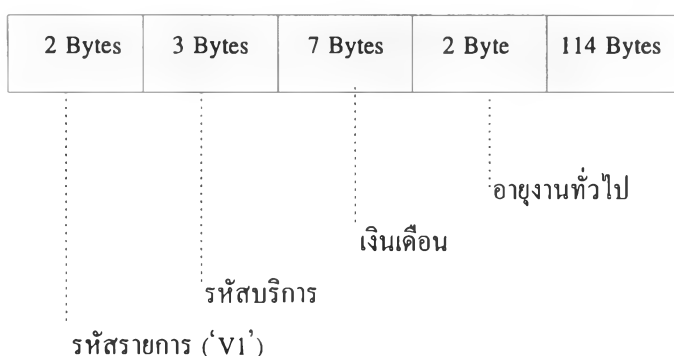 2 Bytes 3 Bytes 7 Bytes 2 Byte 114 Bytes
อายุงานทั่วไป
เงินเดือน
รหัสบริการ
รหัสรายการ (‘V1’)